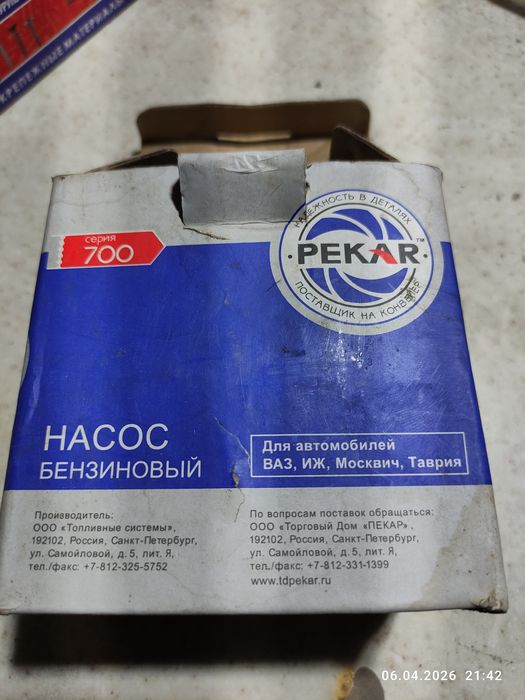 КРЕПЕЖНЫЕ МАТЕРИАЛЫ
серия
700
НАДЕЖНОСТЬ В ДЕТАЛЯХ
PEKAR™
ПОСТАВЩИК НА КОНВЕЙЕР
НАСОС
БЕНЗИНОВЫЙ
Для автомобилей
ВАЗ, ИЖ, Москвич, Таврия
Производитель:
ООО «Топливные системы»,
192102, Россия, Санкт-Петербург,
ул. Самойловой, д. 5, лит. Я,
тел./факс: +7-812-325-5752
По вопросам поставок обращаться:
ООО «Торговый Дом «ПЕКАР» ,
192102, Россия, Санкт-Петербург,
ул. Самойловой, д. 5, лит. Я,
тел./факс: +7-812-331-1399
www.tdpekar.ru
06.04.2026 21:42